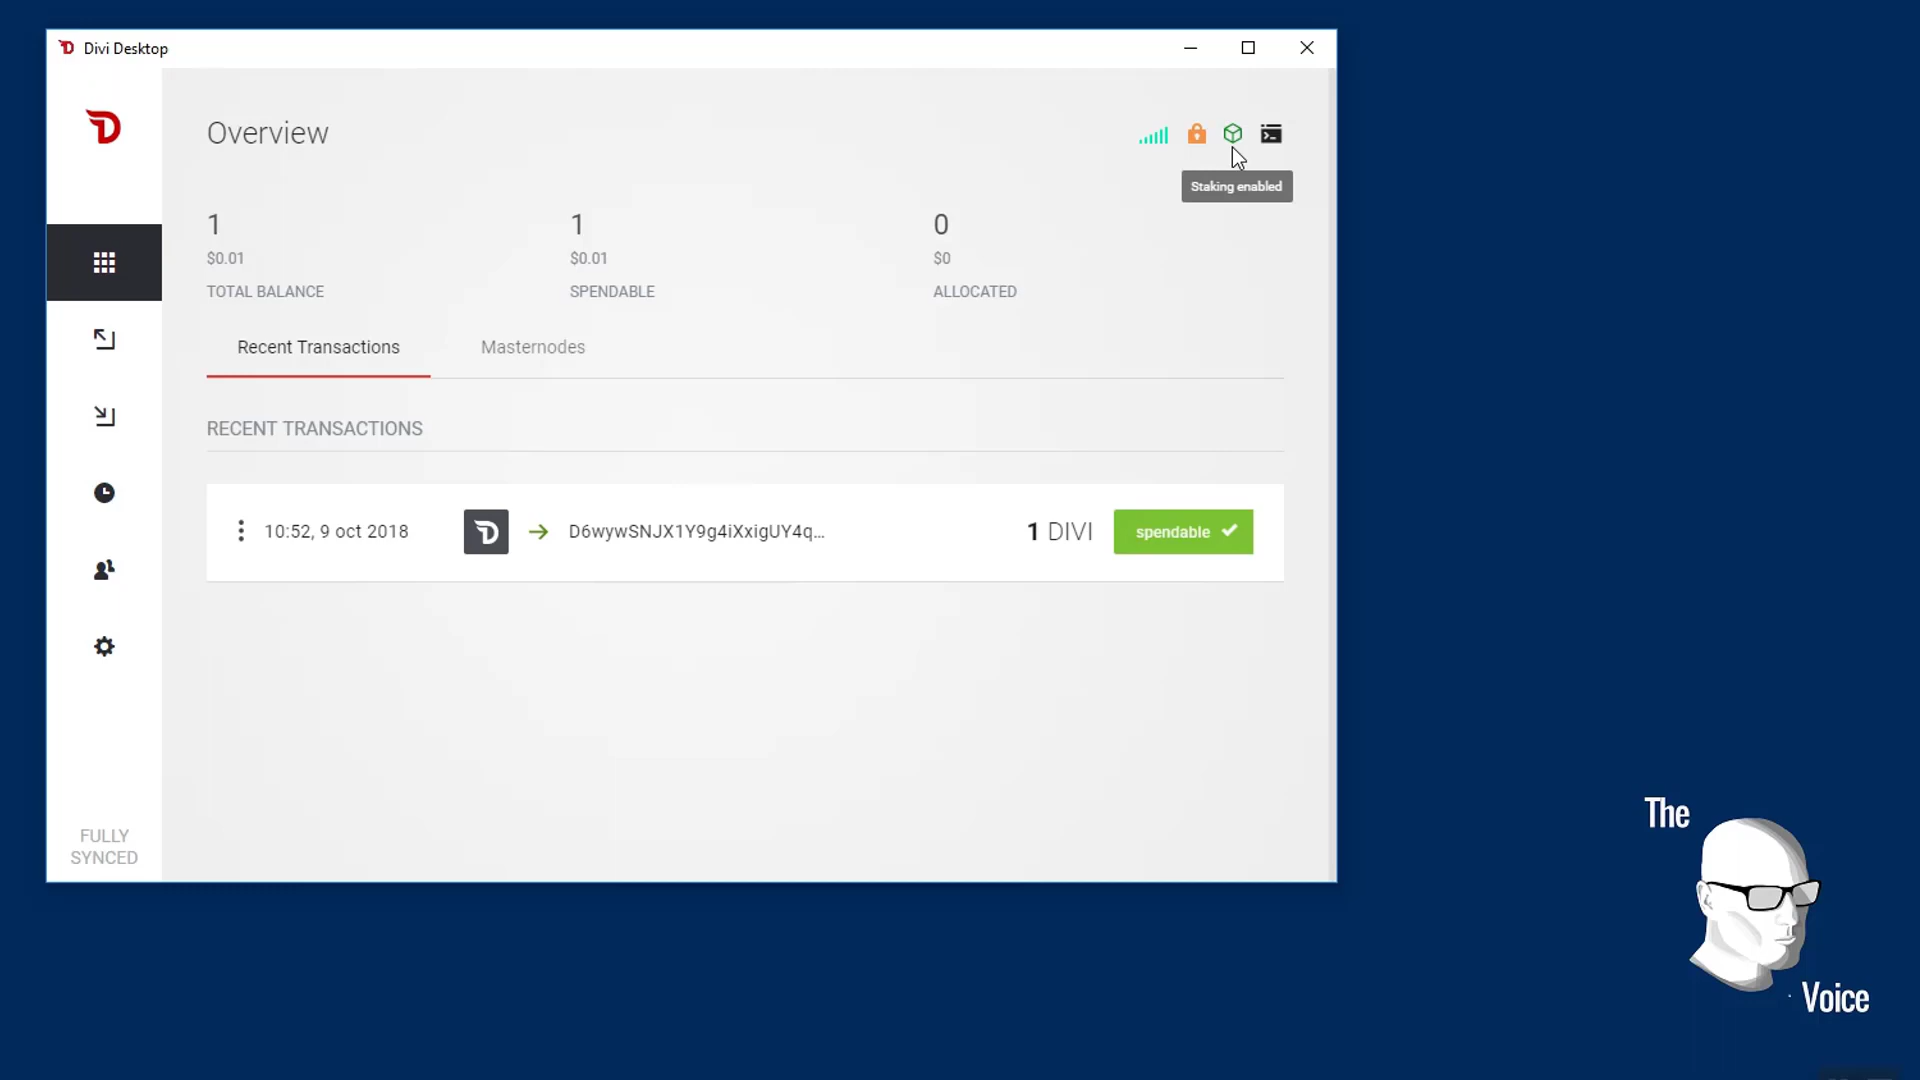 Divi Desktop
Overview
Staking enabled
1
$0.01
TOTAL BALANCE
1
$0.01
SPENDABLE
0
$0
ALLOCATED
Recent Transactions
Masternodes
RECENT TRANSACTIONS
10:52, 9 oct 2018
D6wywSNJX1Y9g4iXxigUY4q...
1 DIVI
spendable
FULLY
SYNCED
The
Voice